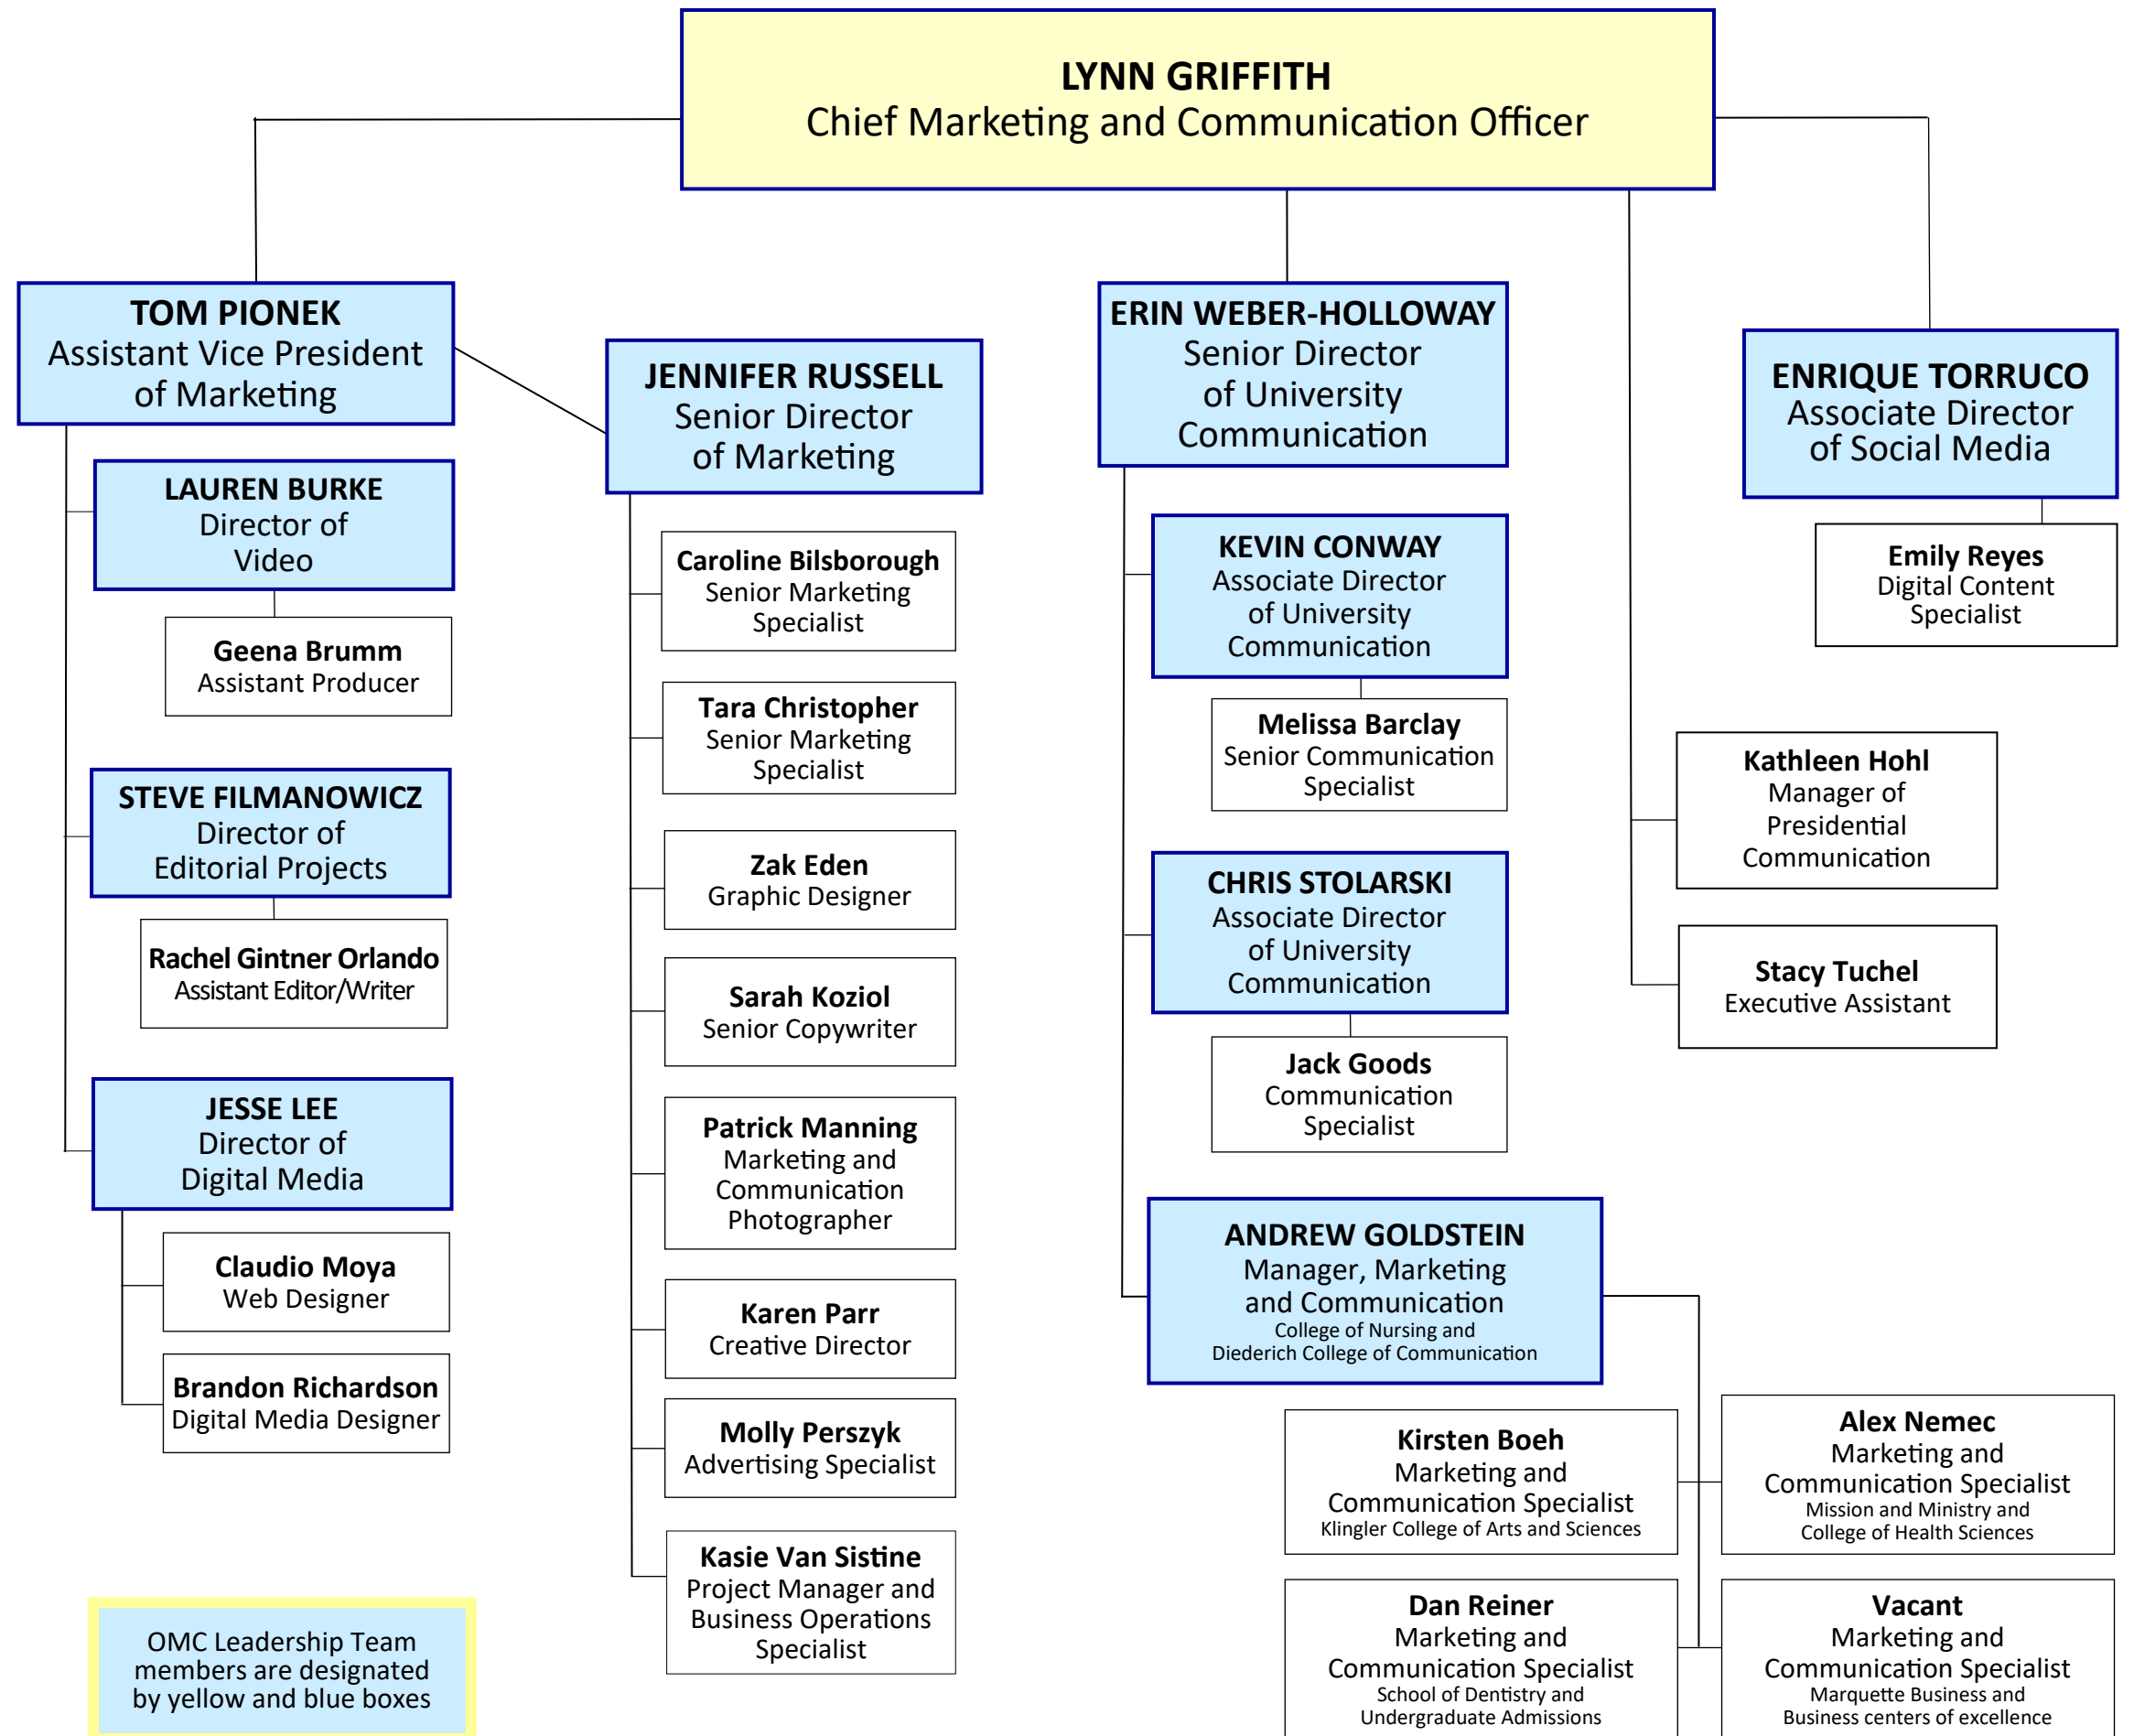 LYNN GRIFFITH
Chief Marketing and Communication Officer
TOM PIONEK
Assistant Vice President
of Marketing
LAUREN BURKE
Director of
Video
Geena Brumm
Assistant Producer
STEVE FILMANOWICZ
Director of
Editorial Projects
Rachel Gintner Orlando
Assistant Editor/Writer
JESSE LEE
Director of
Digital Media
Claudio Moya
Web Designer
Brandon Richardson
Digital Media Designer
JENNIFER RUSSELL
Senior Director
of Marketing
Caroline Bilsborough
Senior Marketing
Specialist
Tara Christopher
Senior Marketing
Specialist
Zak Eden
Graphic Designer
Sarah Koziol
Senior Copywriter
Patrick Manning
Marketing and
Communication
Photographer
Karen Parr
Creative Director
Molly Perszyk
Advertising Specialist
Kasie Van Sistine
Project Manager and
Business Operations
Specialist
ERIN WEBER-HOLLOWAY
Senior Director
of University
Communication
KEVIN CONWAY
Associate Director
of University
Communication
Melissa Barclay
Senior Communication
Specialist
CHRIS STOLARSKI
Associate Director
of University
Communication
Jack Goods
Communication
Specialist
ANDREW GOLDSTEIN
Manager, Marketing
and Communication
College of Nursing and
Diederich College of Communication
Kirsten Boeh
Marketing and
Communication Specialist
Klingler College of Arts and Sciences
Alex Nemec
Marketing and
Communication Specialist
Mission and Ministry and
College of Health Sciences
Dan Reiner
Marketing and
Communication Specialist
School of Dentistry and
Undergraduate Admissions
Vacant
Marketing and
Communication Specialist
Marquette Business and
Business centers of excellence
Kathleen Hohl
Manager of
Presidential
Communication
Stacy Tuchel
Executive Assistant
ENRIQUE TORRUCO
Associate Director
of Social Media
Emily Reyes
Digital Content
Specialist
OMC Leadership Team
members are designated
by yellow and blue boxes